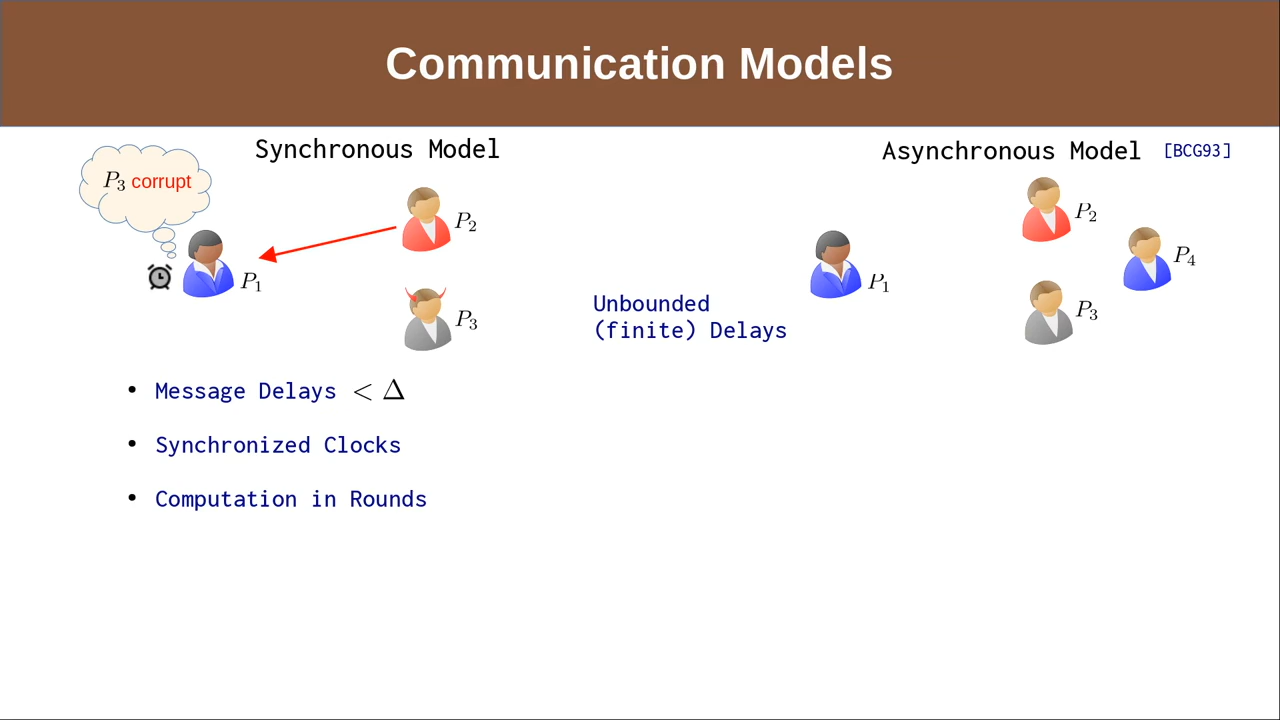 Communication Models
Synchronous Model
P3 corrupt
P2
P1
P3
• Message Delays < Δ
• Synchronized Clocks
• Computation in Rounds
Asynchronous Model [BCG93]
P2
P4
P1
P3
Unbounded
(finite) Delays